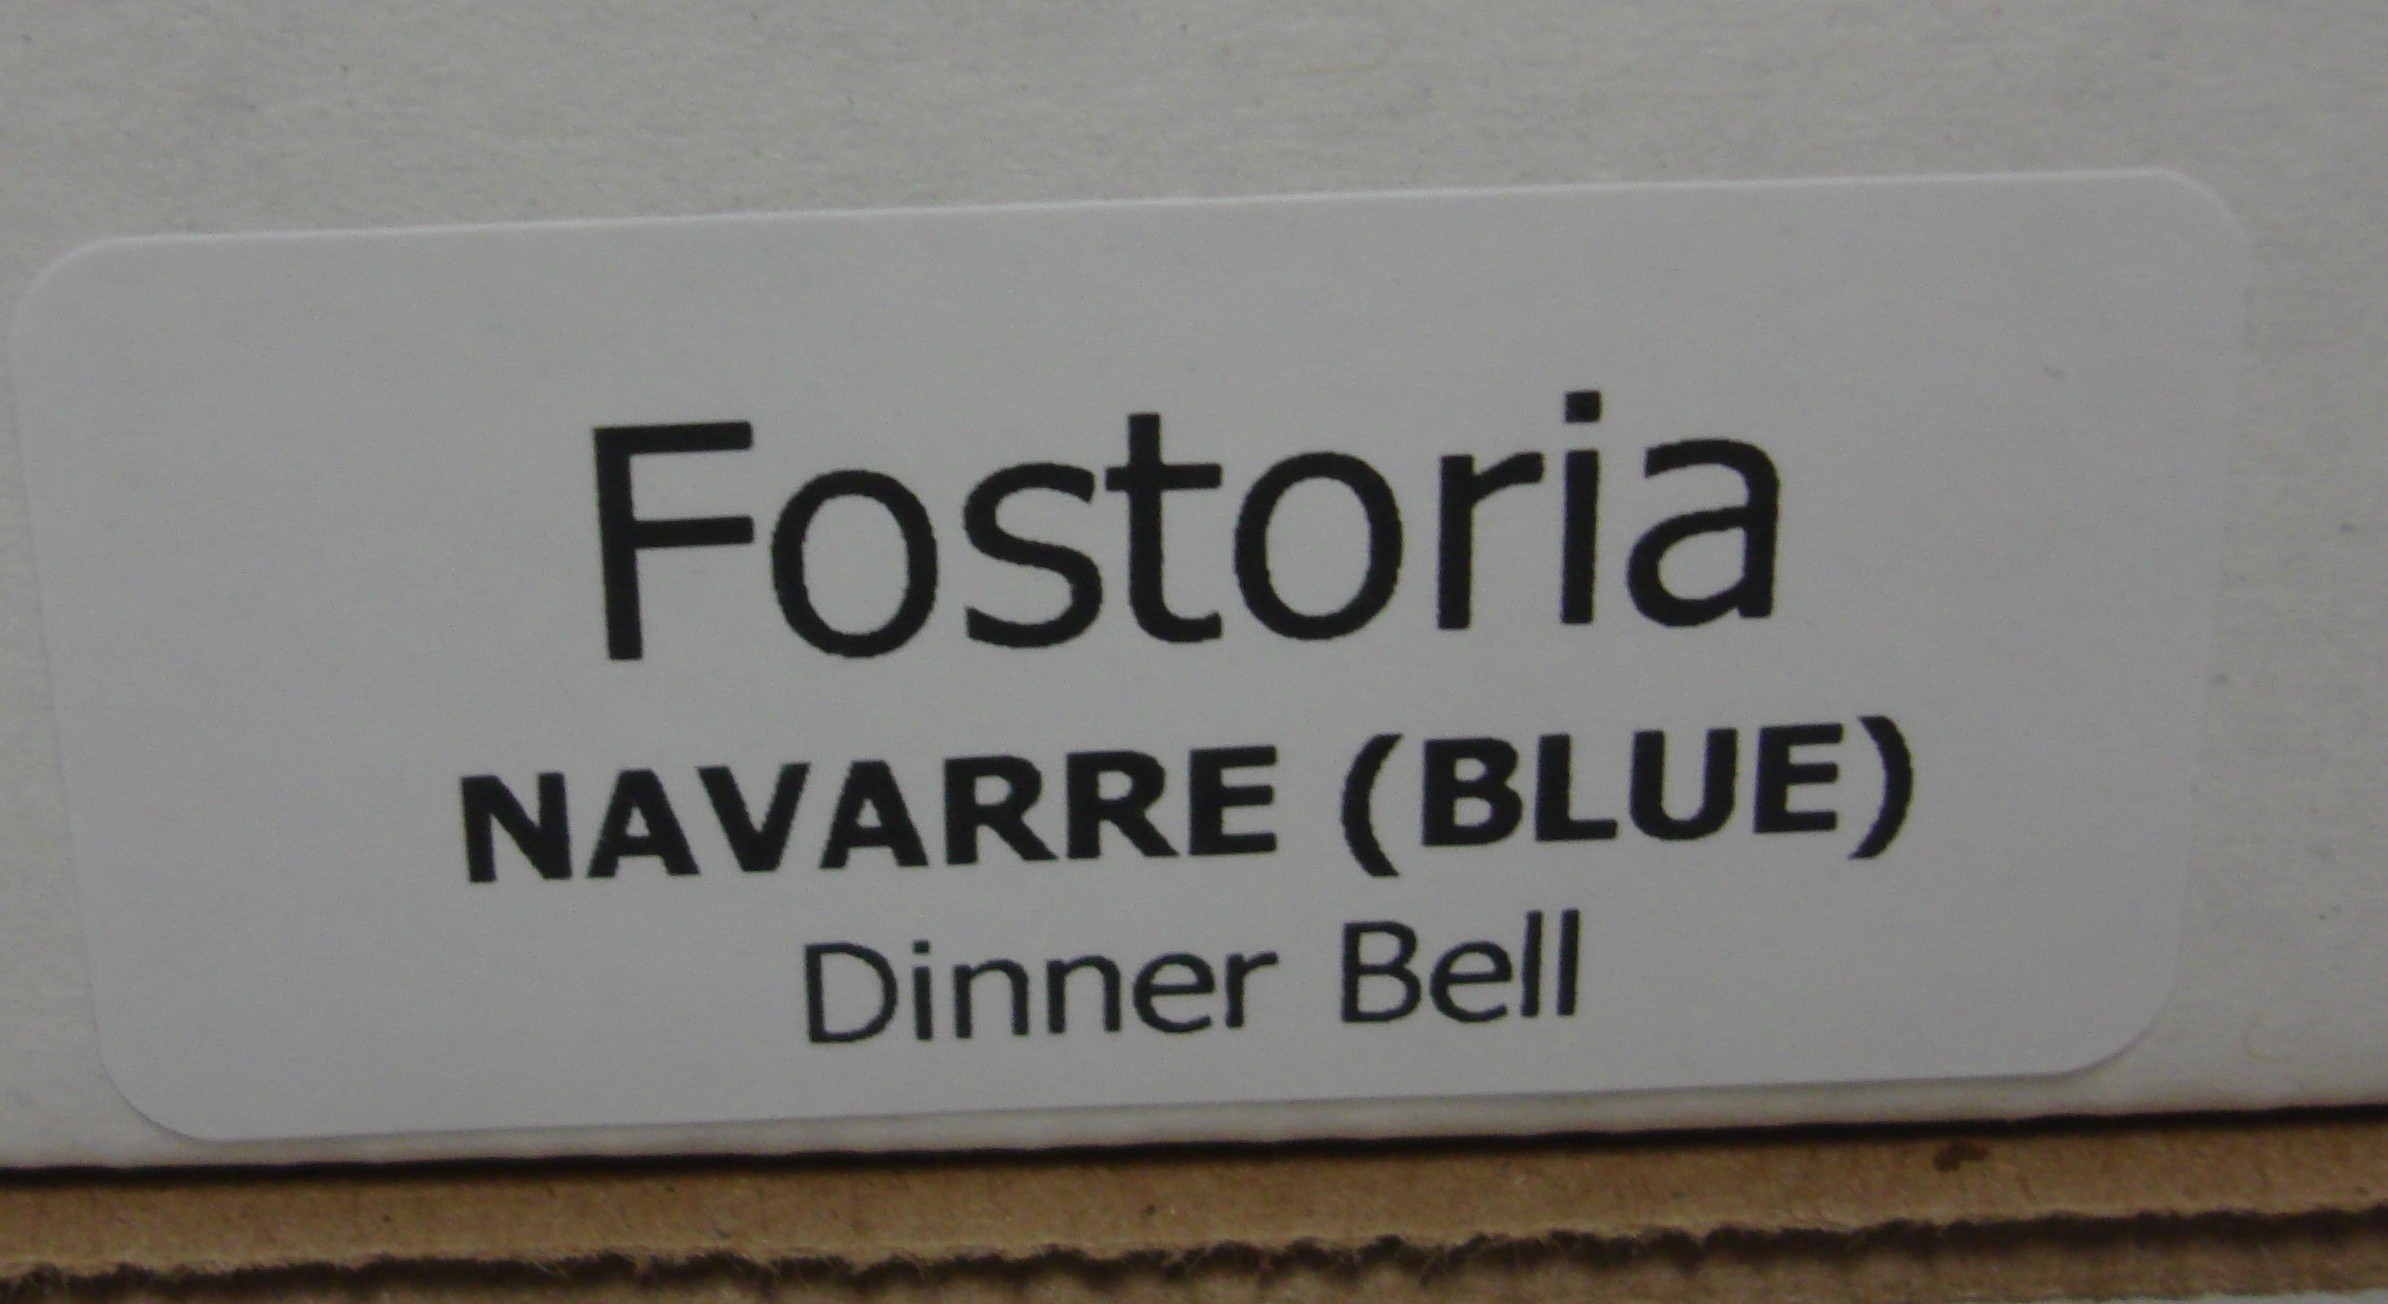 Fostoria
NAVARRE (BLUE)
Dinner Bell